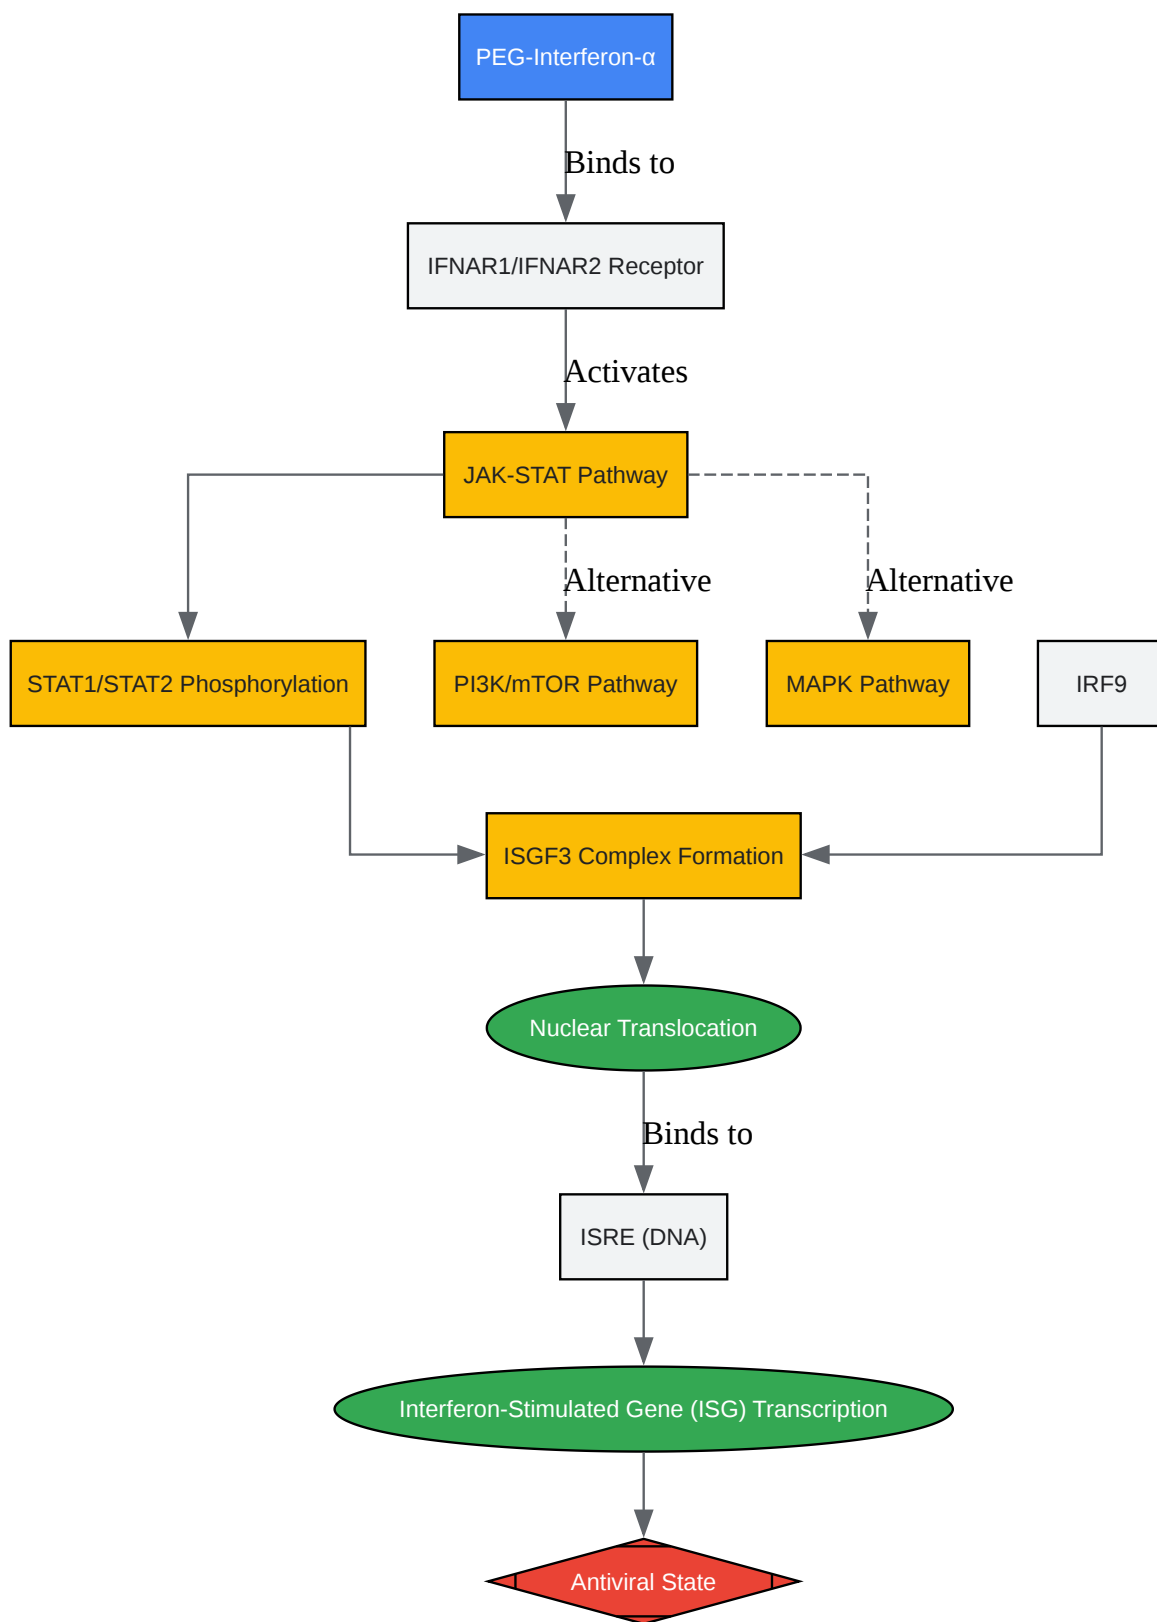 PEG-Interferon-α
Binds to
IFNAR1/IFNAR2 Receptor
Activates
JAK-STAT Pathway
Alternative
Alternative
STAT1/STAT2 Phosphorylation
PI3K/mTOR Pathway
MAPK Pathway
IRF9
ISGF3 Complex Formation
Nuclear Translocation
Binds to
ISRE (DNA)
Interferon-Stimulated Gene (ISG) Transcription
Antiviral State